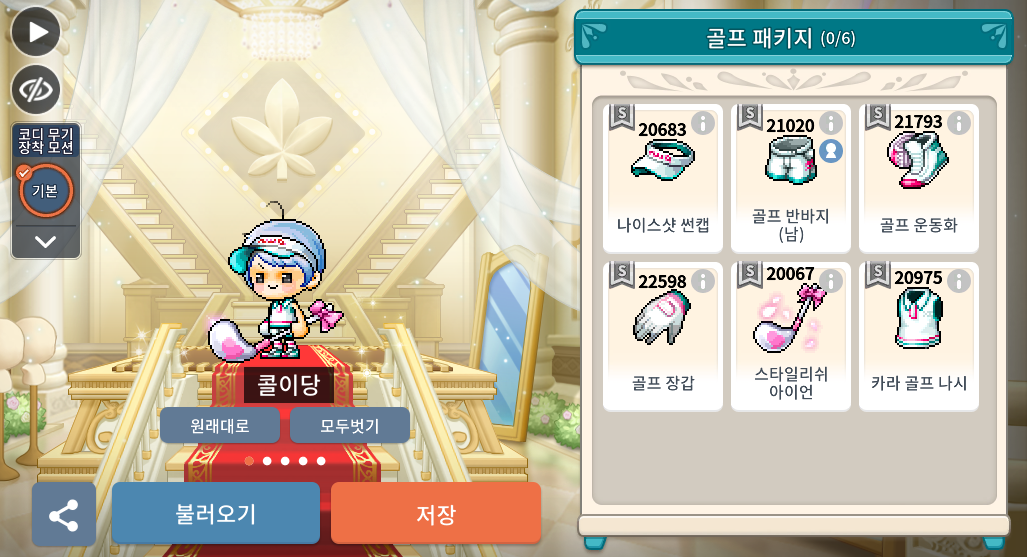 코디 무기
장착 모션
기본
콜이당
원래대로
모두벗기
불러오기
저장
골프 패키지 (0/6)
S
20683
나이스샷 썬캡
S
21020
골프 반바지
(남)
S
21793
골프 운동화
S
22598
골프 장갑
S
20067
스타일리쉬
아이언
S
20975
카라 골프 나시